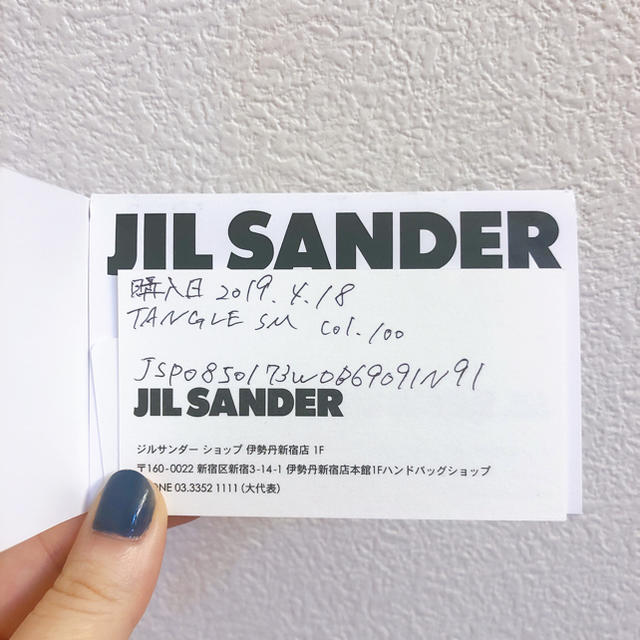 JIL SANDER
購入日 2019.4.18
TANGLE SM col.100
JSPO850173WOB69091N91
JIL SANDER
ジルサンダー ショップ 伊勢丹新宿店 1F
〒160-0022 新宿区新宿3-14-1 伊勢丹新宿店本館1Fハンドバッグショップ
ONE 03.3352 1111 (大代表)